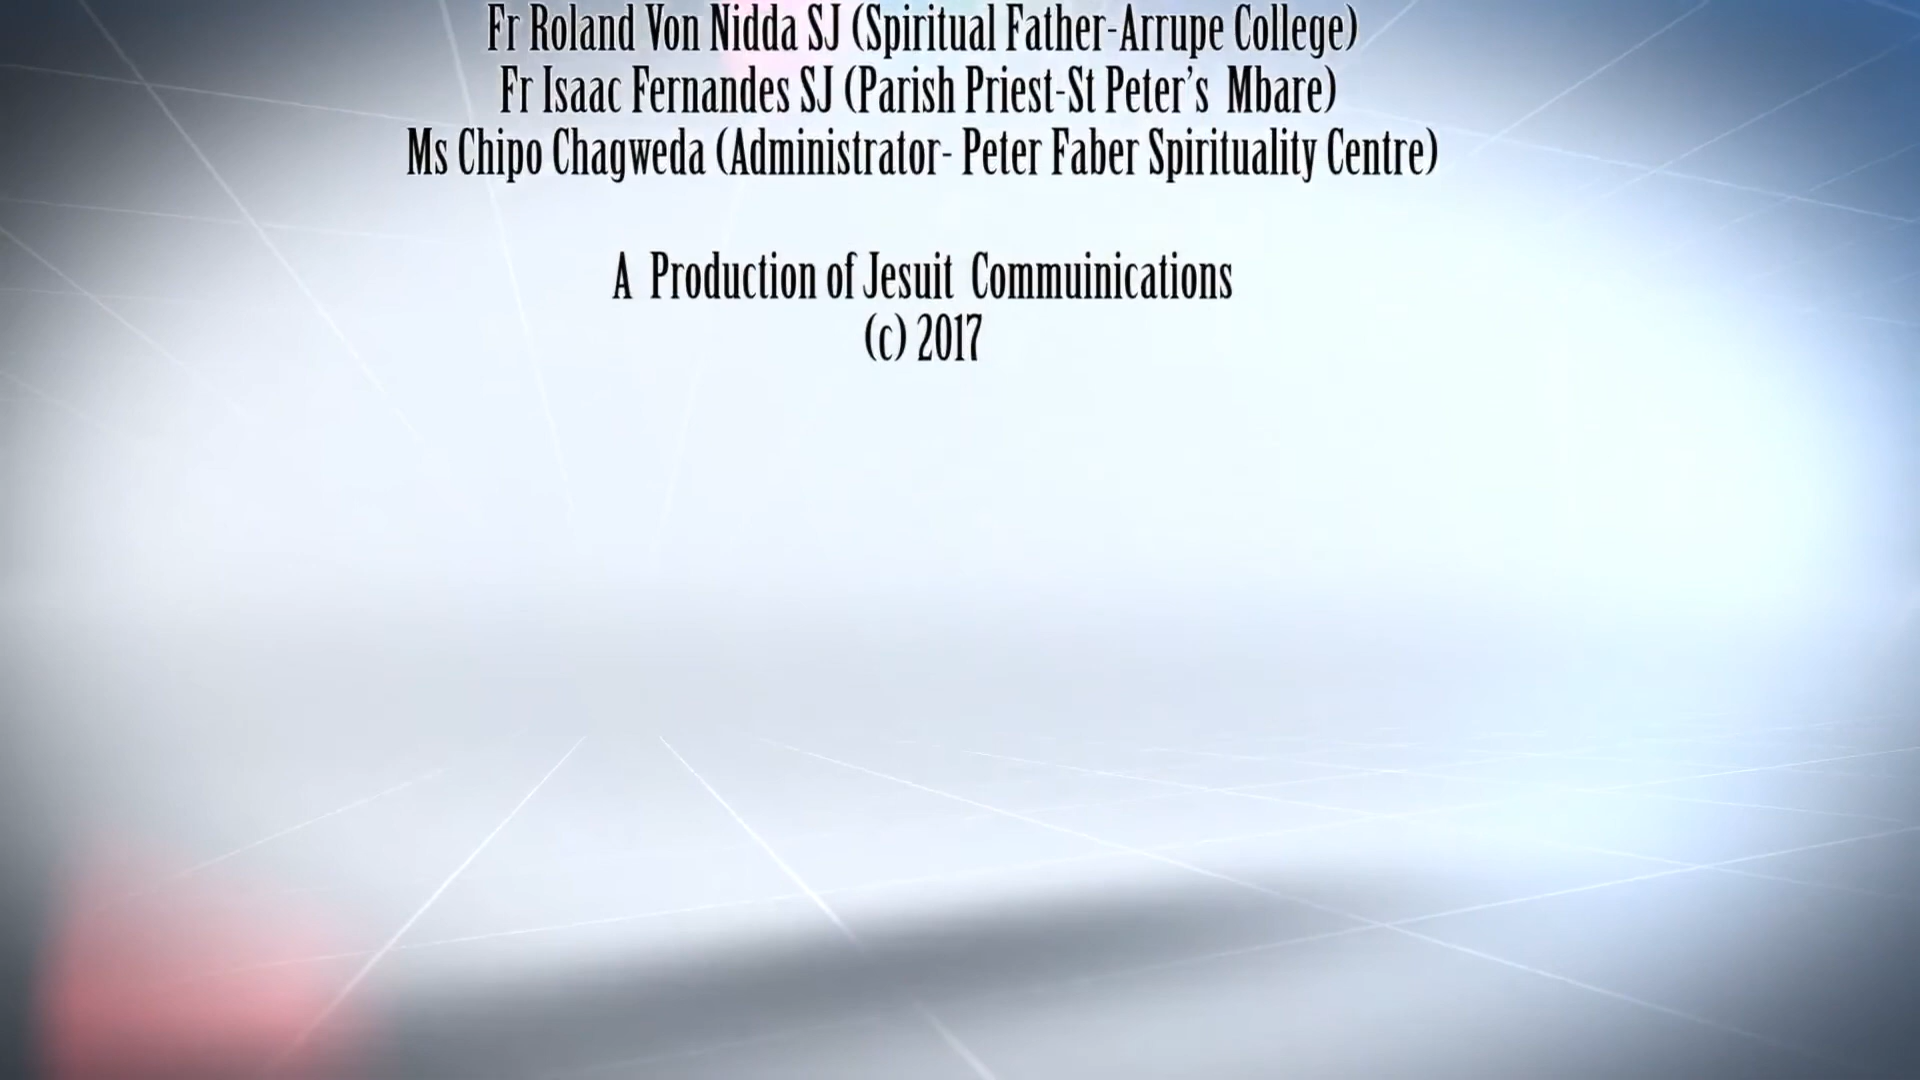 Fr Roland Von Nidda SJ (Spiritual Father-Arrupe College)
Fr Isaac Fernandes SJ (Parish Priest-St Peter's Mbare)
Ms Chipo Chagweda (Administrator- Peter Faber Spirituality Centre)
A Production of Jesuit Commuinications
(c) 2017